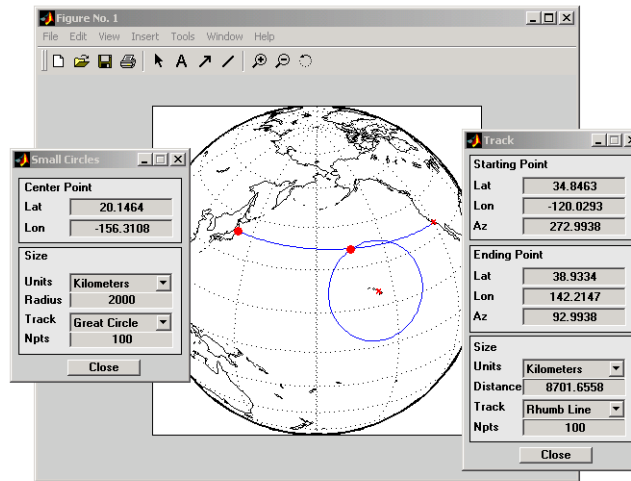 Figure No. 1
File Edit View Insert Tools Window Help
A
Small Circles
Center Point
Lat 20.1464
Lon -156.3108
Size
Units Kilometers
Radius 2000
Track Great Circle
Npts 100
Close
Track
Starting Point
Lat 34.8463
Lon -120.0293
Az 272.9938
Ending Point
Lat 38.9334
Lon 142.2147
Az 92.9938
Size
Units Kilometers
Distance 8701.6558
Track Rhumb Line
Npts 100
Close